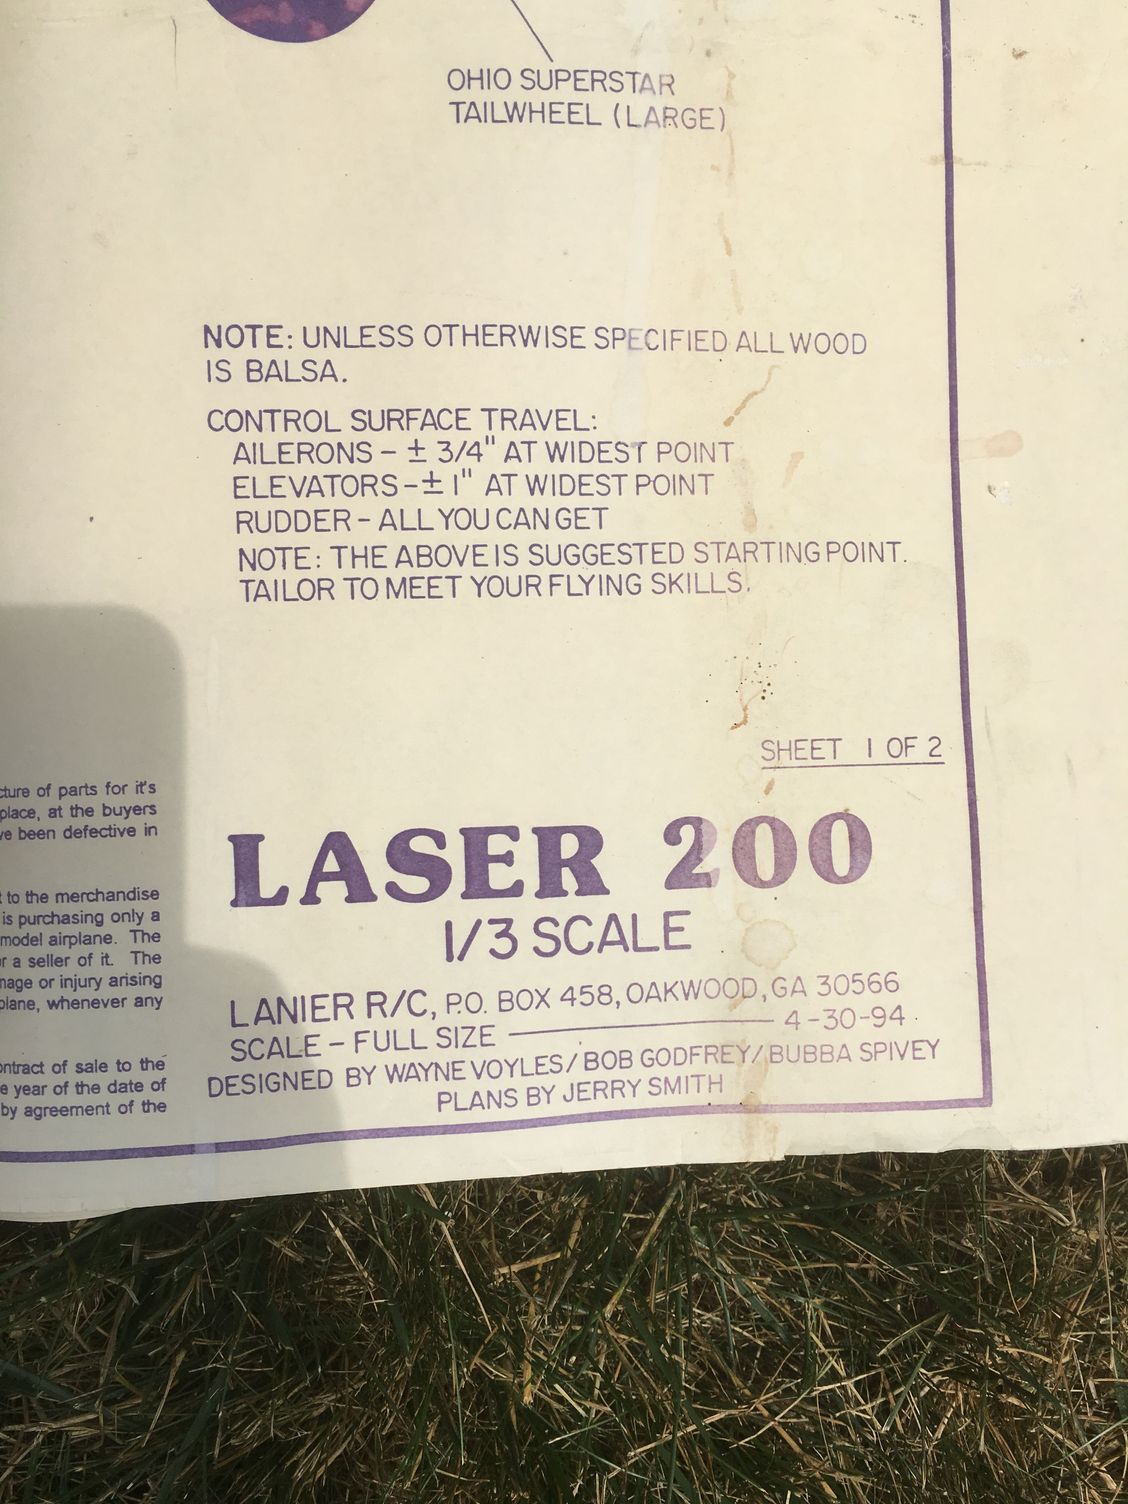 OHIO SUPERSTAR
TAILWHEEL (LARGE)
NOTE: UNLESS OTHERWISE SPECIFIED ALL WOOD
IS BALSA.
CONTROL SURFACE TRAVEL:
AILERONS - ± 3/4" AT WIDEST POINT
ELEVATORS - ± 1" AT WIDEST POINT
RUDDER - ALL YOU CAN GET
NOTE: THE ABOVE IS SUGGESTED STARTING POINT.
TAILOR TO MEET YOUR FLYING SKILLS.
SHEET 1 OF 2
LASER 200
1/3 SCALE
LANIER R/C, P.O. BOX 458, OAKWOOD, GA 30566
SCALE - FULL SIZE 4-30-94
DESIGNED BY WAYNE VOYLES/BOB GODFREY/BUBBA SPIVEY
PLANS BY JERRY SMITH
cture of parts for it's
place, at the buyers
ve been defective in
t to the merchandise
is purchasing only a
model airplane. The
r a seller of it. The
mage or injury arising
plane, whenever any
ontract of sale to the
e year of the date of
by agreement of the